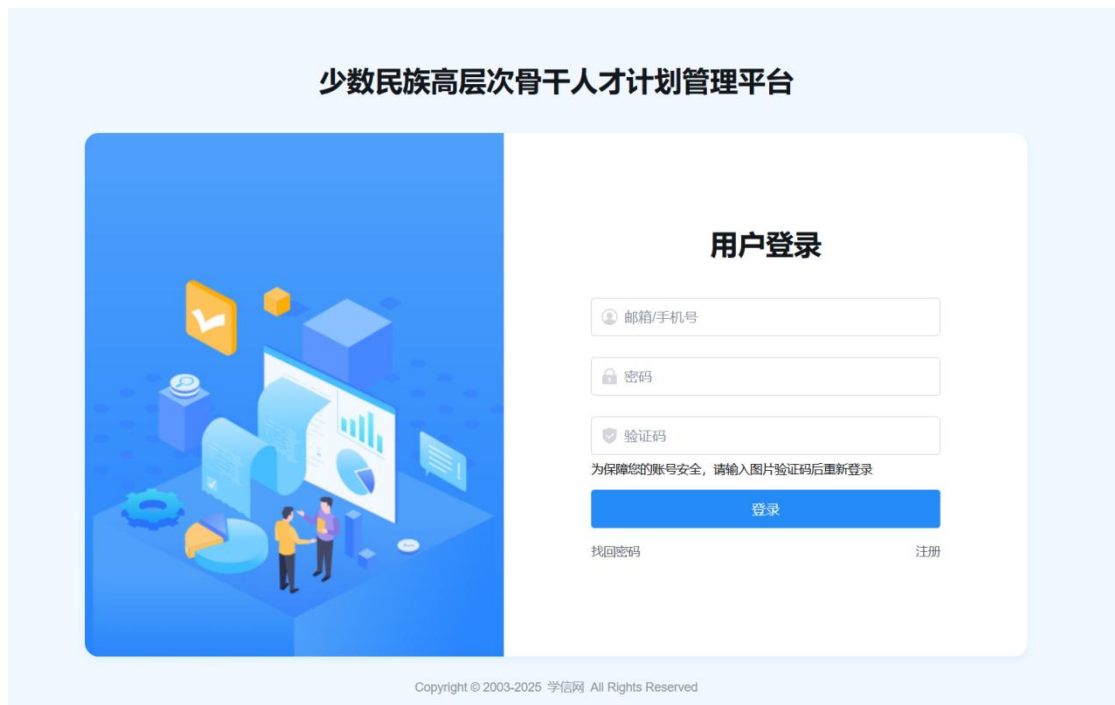 少数民族高层次骨干人才计划管理平台
用户登录
邮箱/手机号
密码
验证码
为保障您的账号安全，请输入图片验证码后重新登录
登录
找回密码
注册
Copyright © 2003-2025 学信网 All Rights Reserved